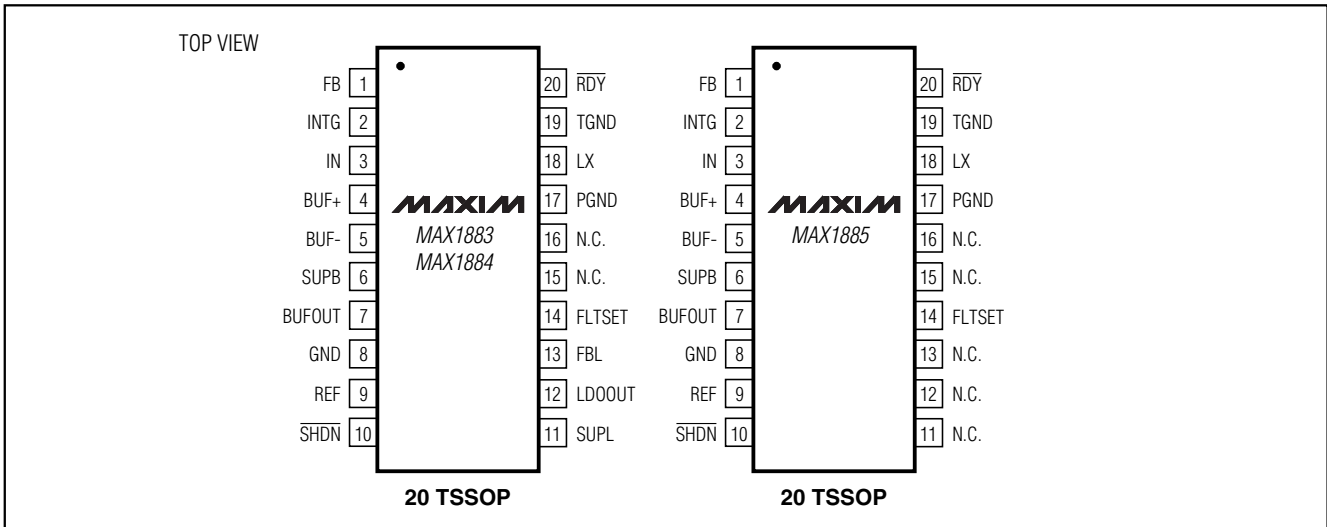 TOP VIEW
FB 1
INTG 2
IN 3
BUF+ 4
BUF- 5
SUPB 6
BUFOUT 7
GND 8
REF 9
SHDN 10
MAXIM
MAX1883
MAX1884
20 RDY
19 TGND
18 LX
17 PGND
16 N.C.
15 N.C.
14 FLTSET
13 FBL
12 LDOOUT
11 SUPL
20 TSSOP
FB 1
INTG 2
IN 3
BUF+ 4
BUF- 5
SUPB 6
BUFOUT 7
GND 8
REF 9
SHDN 10
MAXIM
MAX1885
20 RDY
19 TGND
18 LX
17 PGND
16 N.C.
15 N.C.
14 FLTSET
13 N.C.
12 N.C.
11 N.C.
20 TSSOP